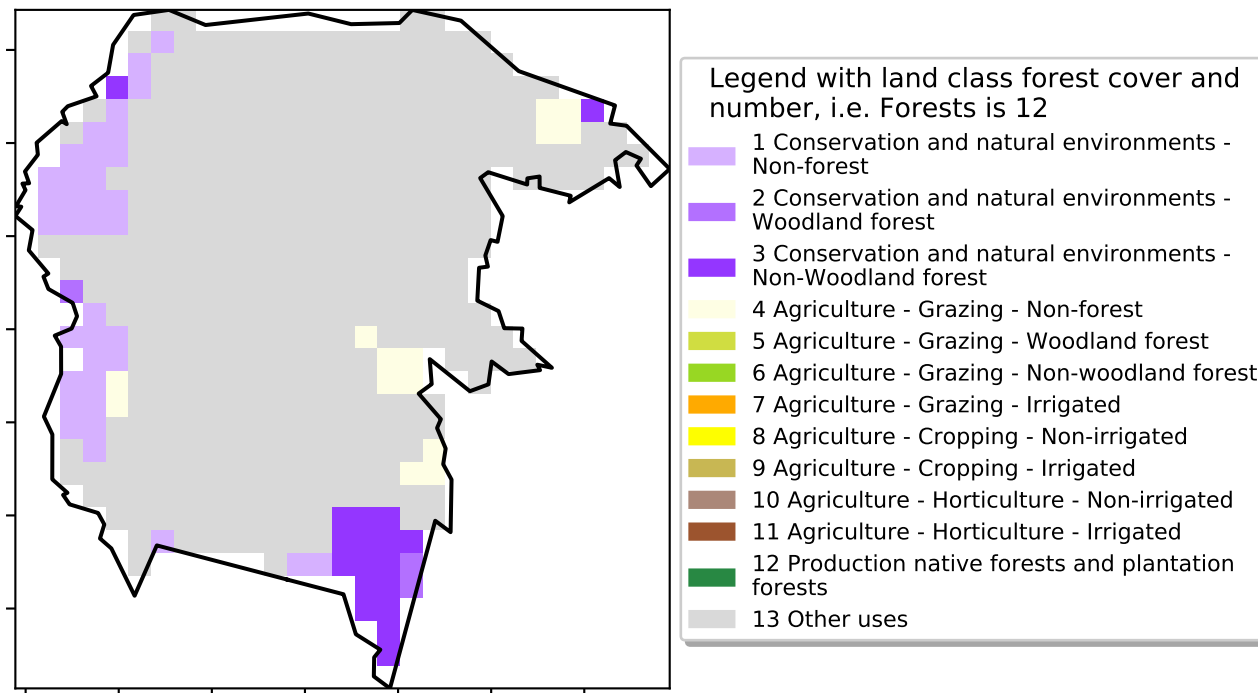 Legend with land class forest cover and
number, i.e. Forests is 12
1 Conservation and natural environments -
Non-forest
2 Conservation and natural environments -
Woodland forest
3 Conservation and natural environments -
Non-Woodland forest
4 Agriculture - Grazing - Non-forest
5 Agriculture - Grazing - Woodland forest
6 Agriculture - Grazing - Non-woodland forest
7 Agriculture - Grazing - Irrigated
8 Agriculture - Cropping - Non-irrigated
9 Agriculture - Cropping - Irrigated
10 Agriculture - Horticulture - Non-irrigated
11 Agriculture - Horticulture - Irrigated
12 Production native forests and plantation
forests
13 Other uses